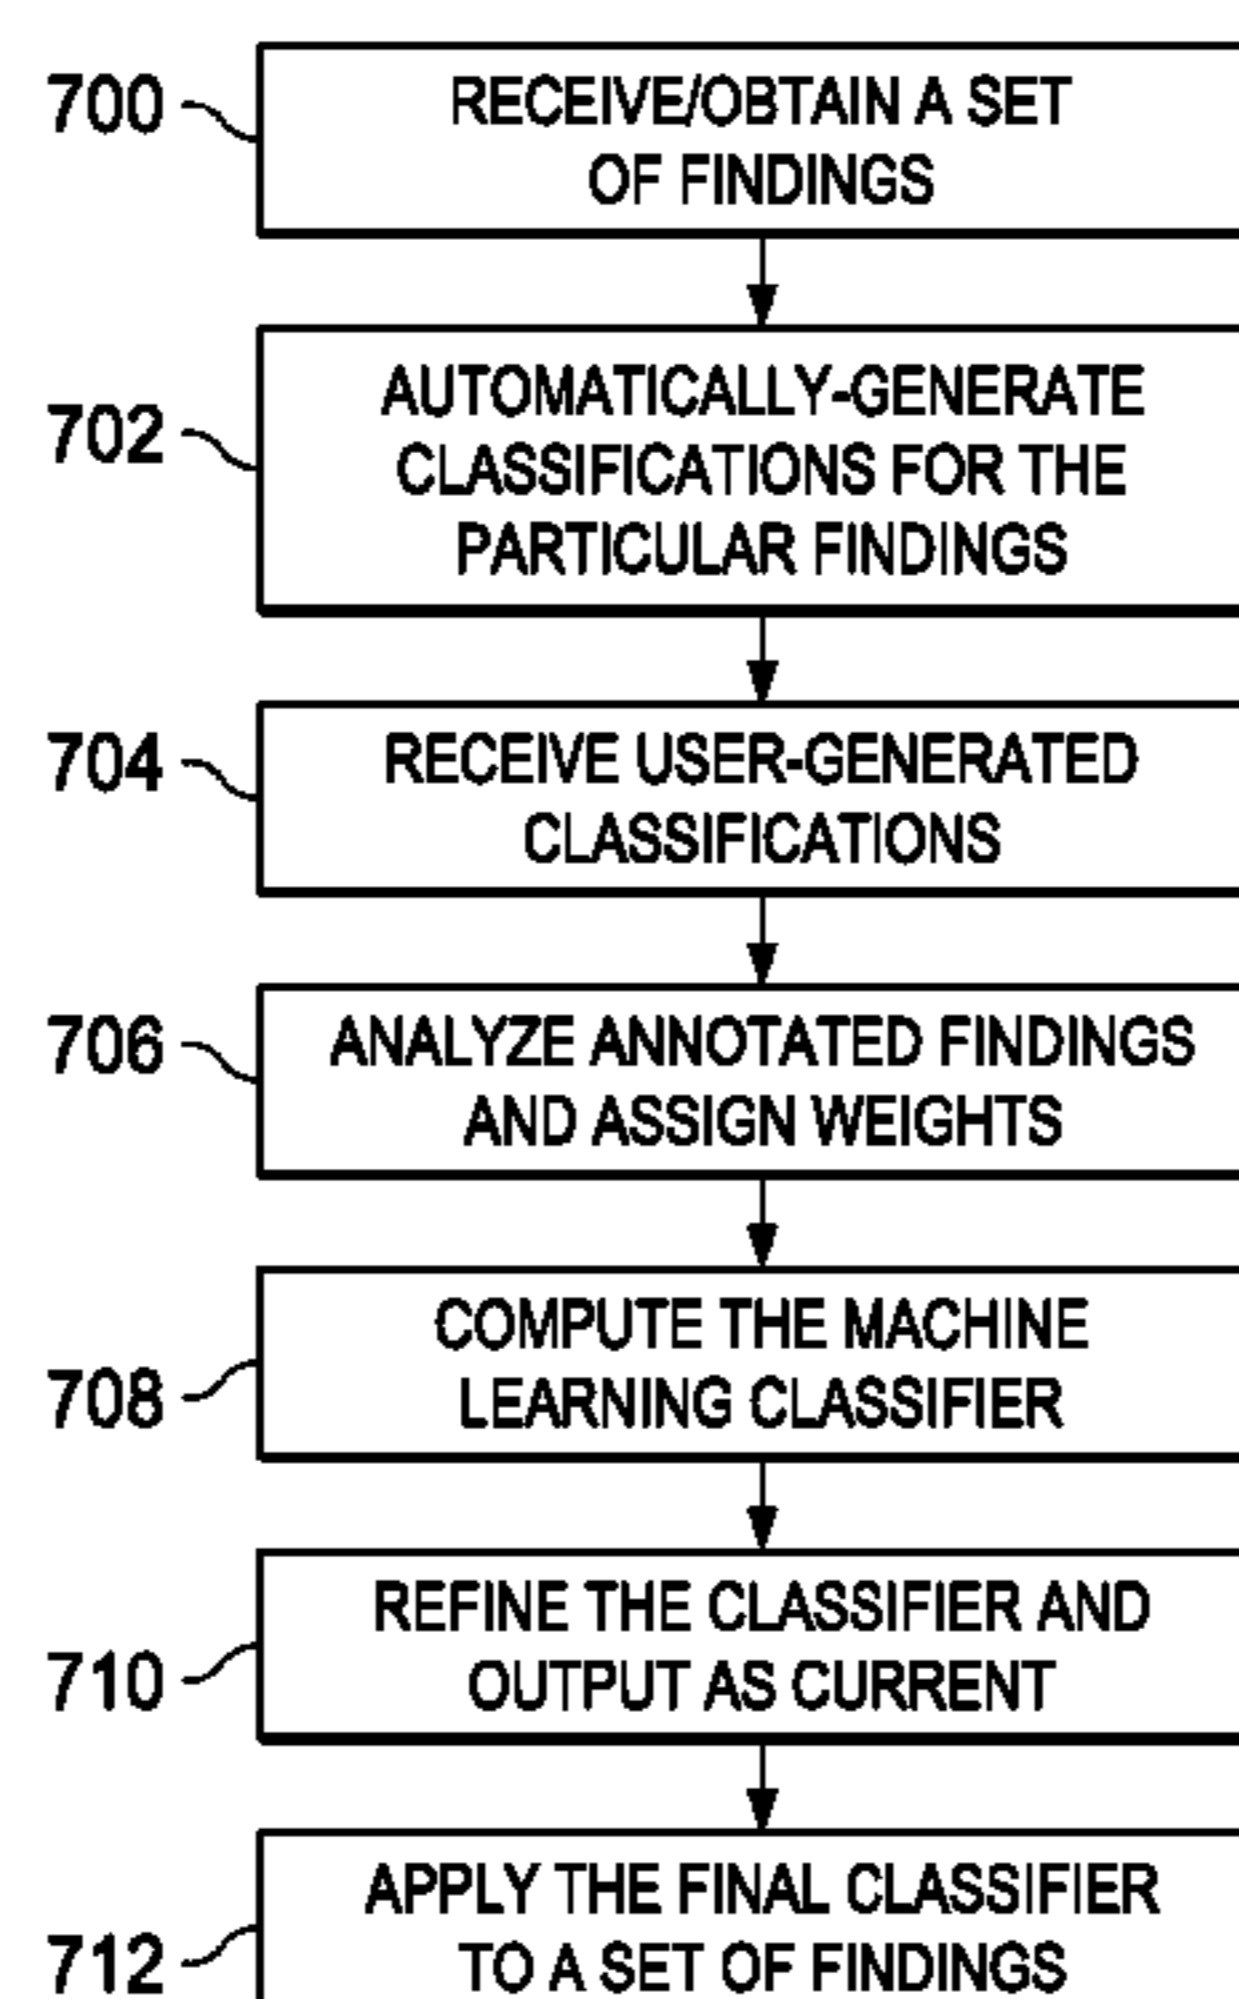 700
RECEIVE/OBTAIN A SET
OF FINDINGS
702
AUTOMATICALLY-GENERATE
CLASSIFICATIONS FOR THE
PARTICULAR FINDINGS
704
RECEIVE USER-GENERATED
CLASSIFICATIONS
706
ANALYZE ANNOTATED FINDINGS
AND ASSIGN WEIGHTS
708
COMPUTE THE MACHINE
LEARNING CLASSIFIER
710
REFINE THE CLASSIFIER AND
OUTPUT AS CURRENT
712
APPLY THE FINAL CLASSIFIER
TO A SET OF FINDINGS